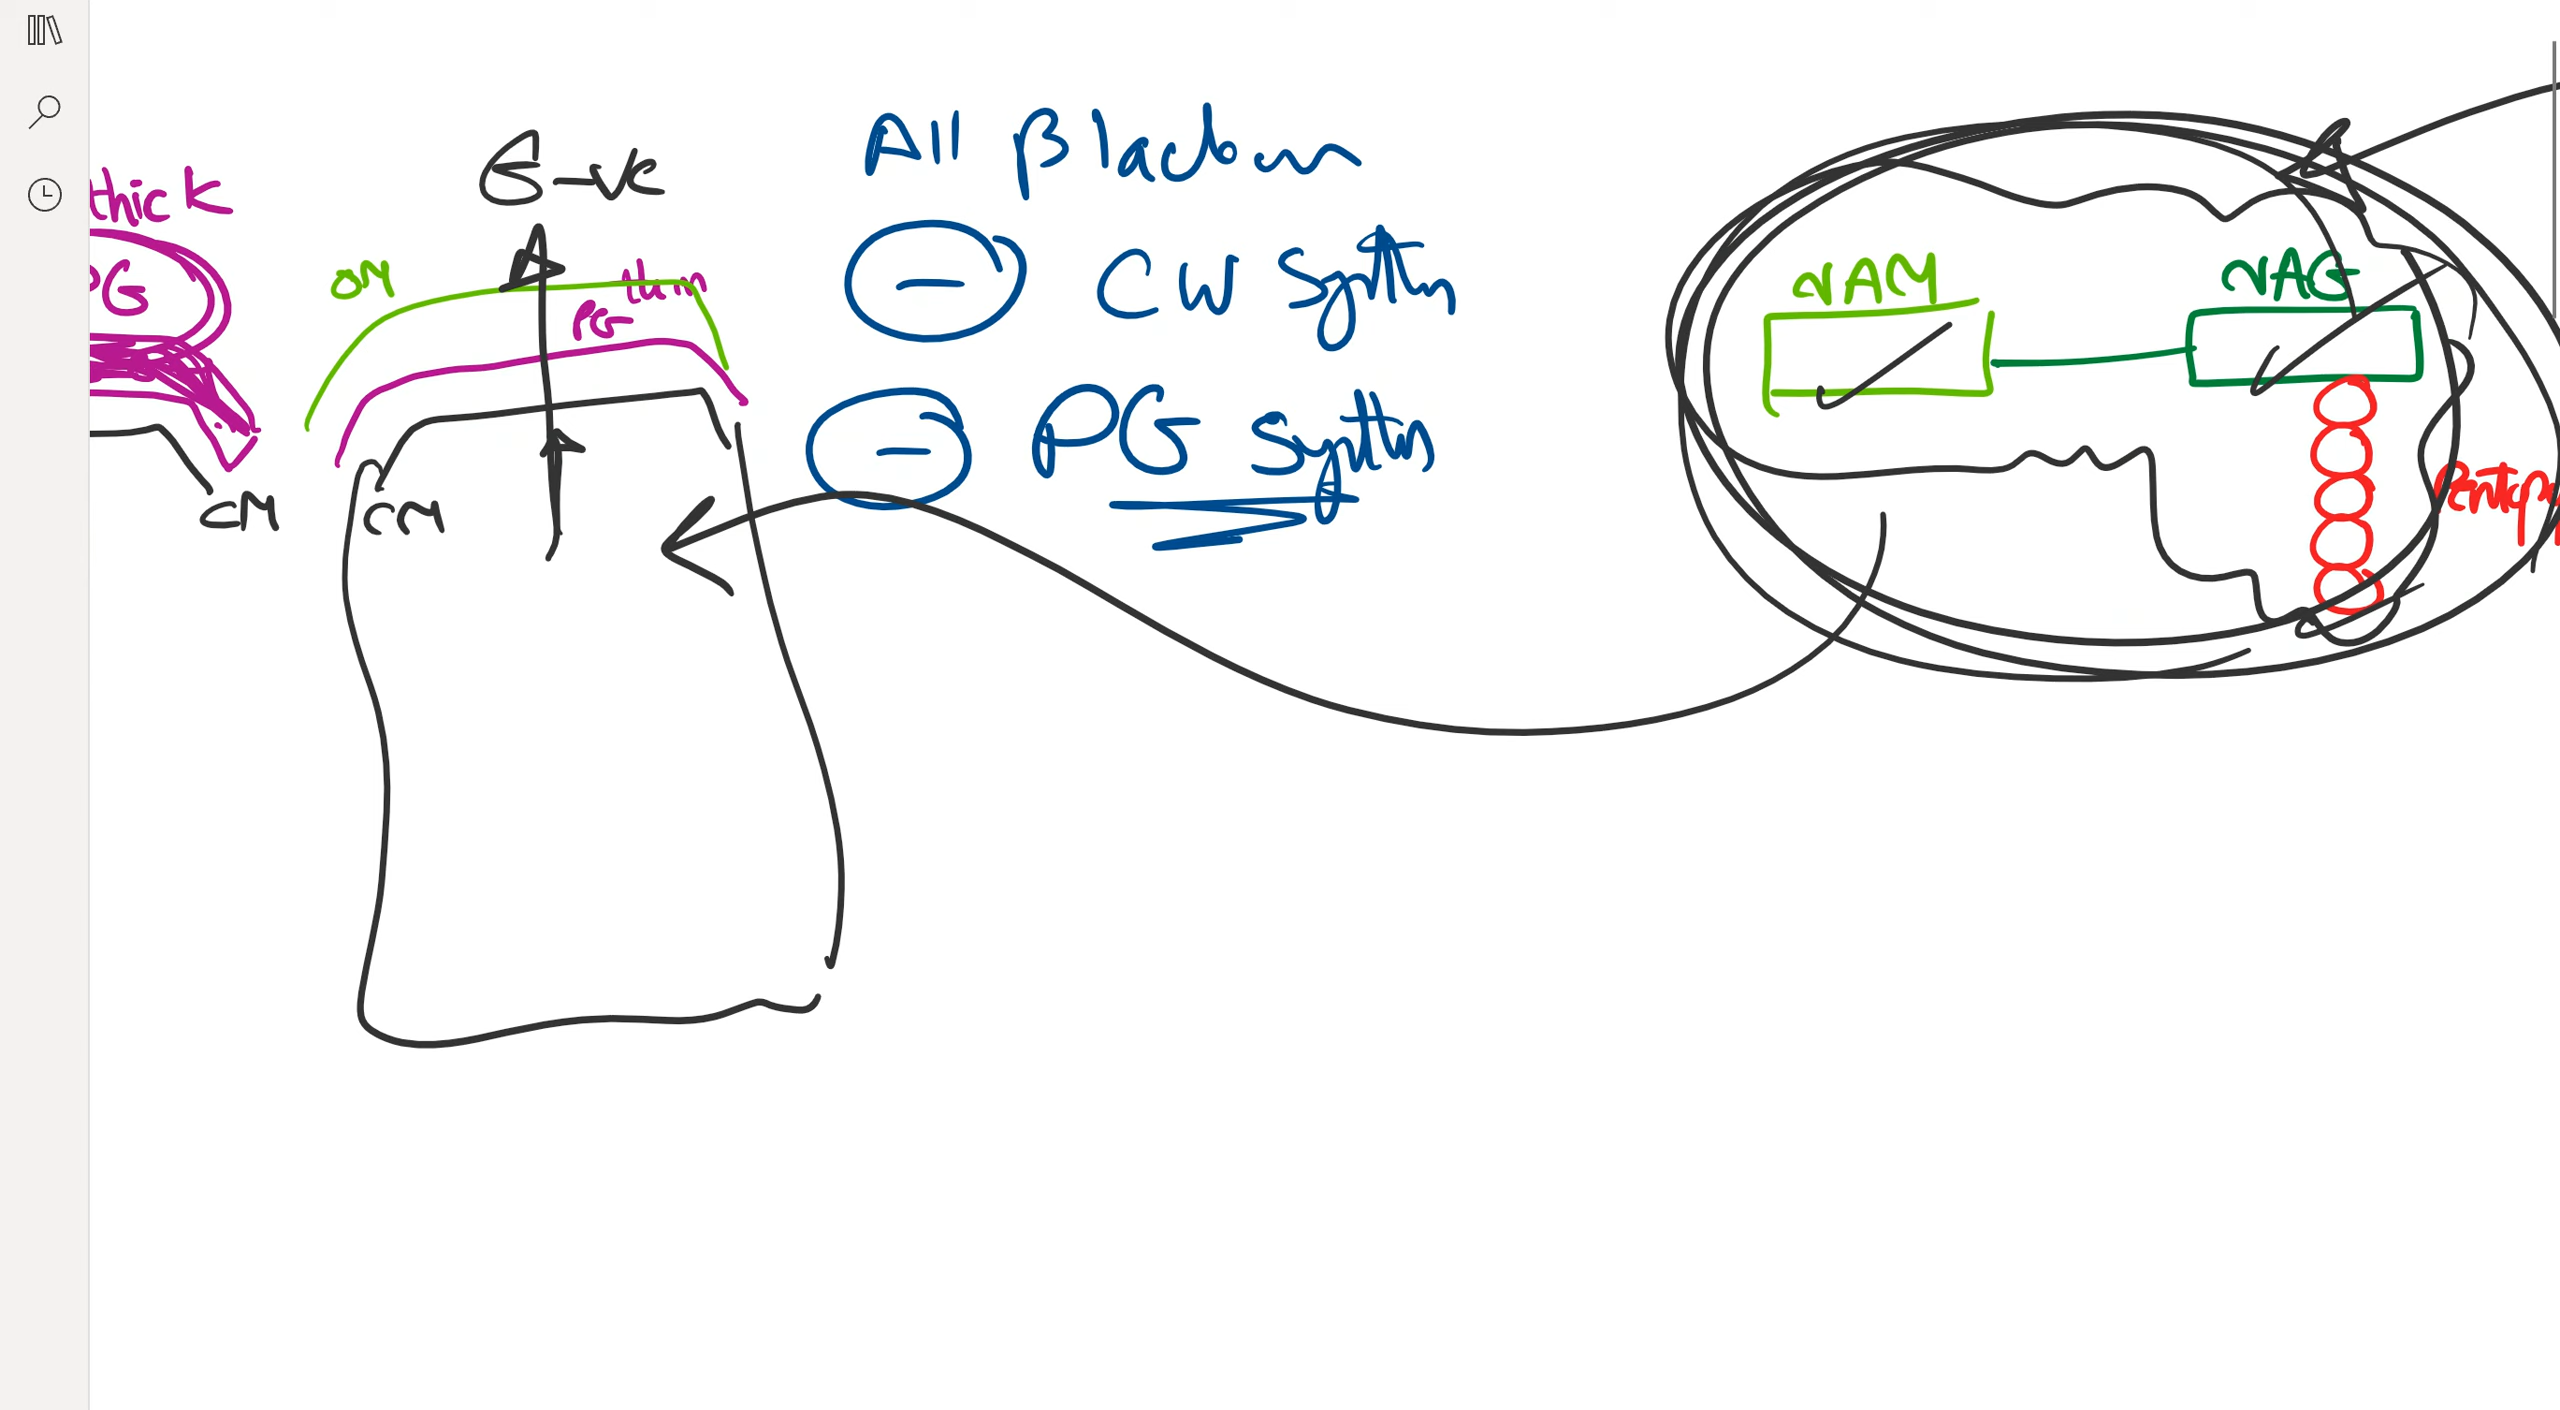 thick
PG
CM
G-ve
OM
thin
PG
CM
All β lactam
- CW Synth
- PG Synth
NAM
NAG